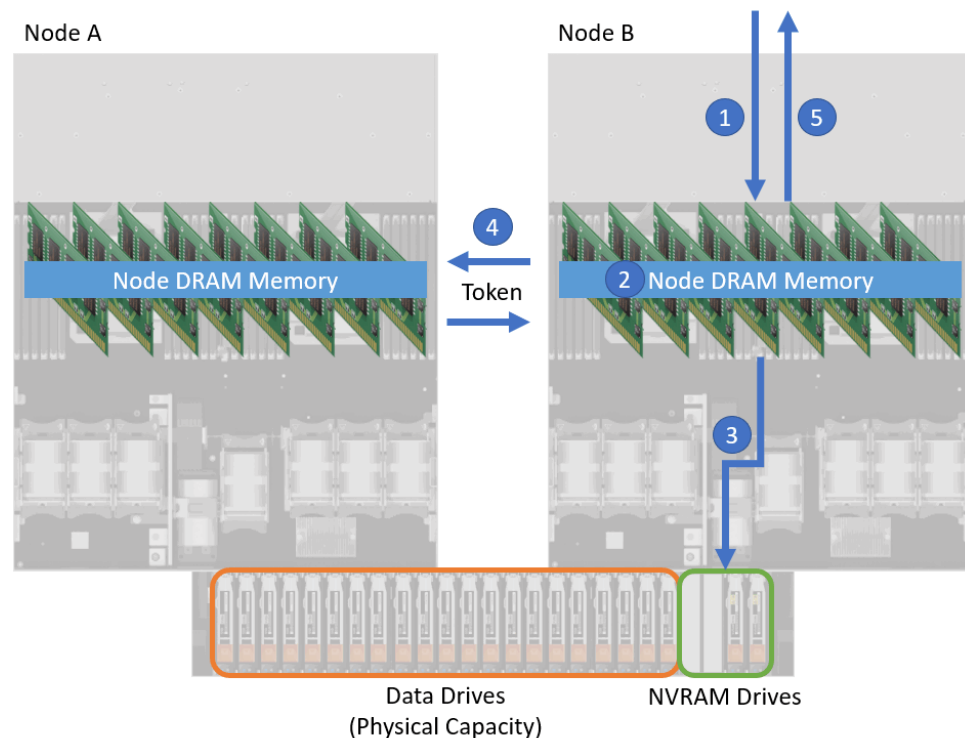 Node A
Node B
1
5
4
Node DRAM Memory
2
Node DRAM Memory
Token
3
Data Drives
(Physical Capacity)
NVRAM Drives